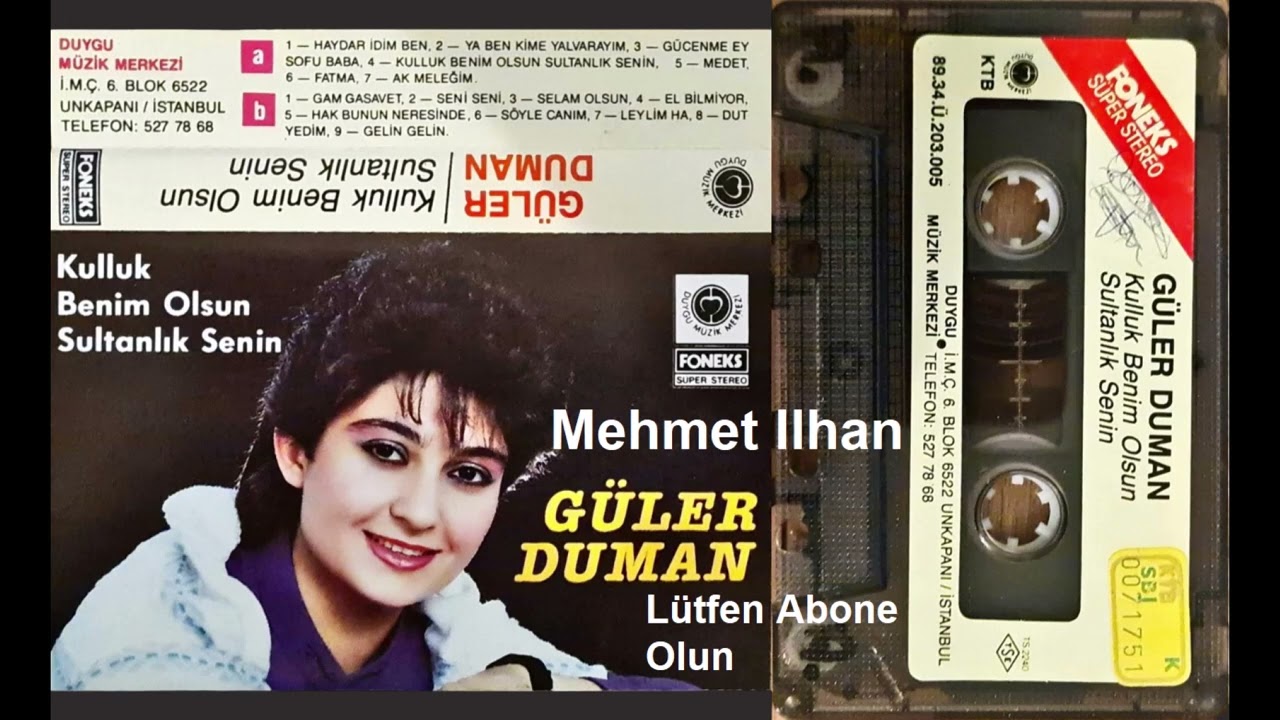 DUYGU
MÜZİK MERKEZİ
İ.M.Ç. 6. BLOK 6522
UNKAPANI / İSTANBUL
TELEFON: 527 78 68
a
1 — HAYDAR İDİM BEN, 2 — YA BEN KİME YALVARAYIM, 3 — GÜCENME EY
SOFU BABA, 4 — KULLUK BENİM OLSUN SULTANLIK SENİN, 5 — MEDET,
6 — FATMA, 7 — AK MELEĞİM.
b
1 — GAM GASAVET, 2 — SENİ SENİ, 3 — SELAM OLSUN, 4 — EL BİLMİYOR,
5 — HAK BUNUN NERESİNDE, 6 — SÖYLE CANIM, 7 — LEYLİM HA, 8 — DUT
YEDİM, 9 — GELİN GELİN.
FONEKS
SUPER STEREO
GÜLER
DUMAN
Kulluk Benim Olsun
Sultanlık Senin
DUYGU MÜZİK MERKEZİ
Kulluk
Benim Olsun
Sultanlık Senin
DUYGU MÜZİK MERKEZİ
FONEKS
SUPER STEREO
GÜLER
DUMAN
Mehmet Ilhan
Lütfen Abone
Olun
FONEKS
SÜPER STEREO
GÜLER DUMAN
Kulluk Benim Olsun
Sultanlık Senin
KTB
89.34.Ü.203.005
DUYGU
MÜZİK MERKEZİ
İ.M.Ç. 6. BLOK 6522 UNKAPANI / İSTANBUL
TELEFON: 527 78 68
TS 2240
TSE
KTB
SBI
0071751
K